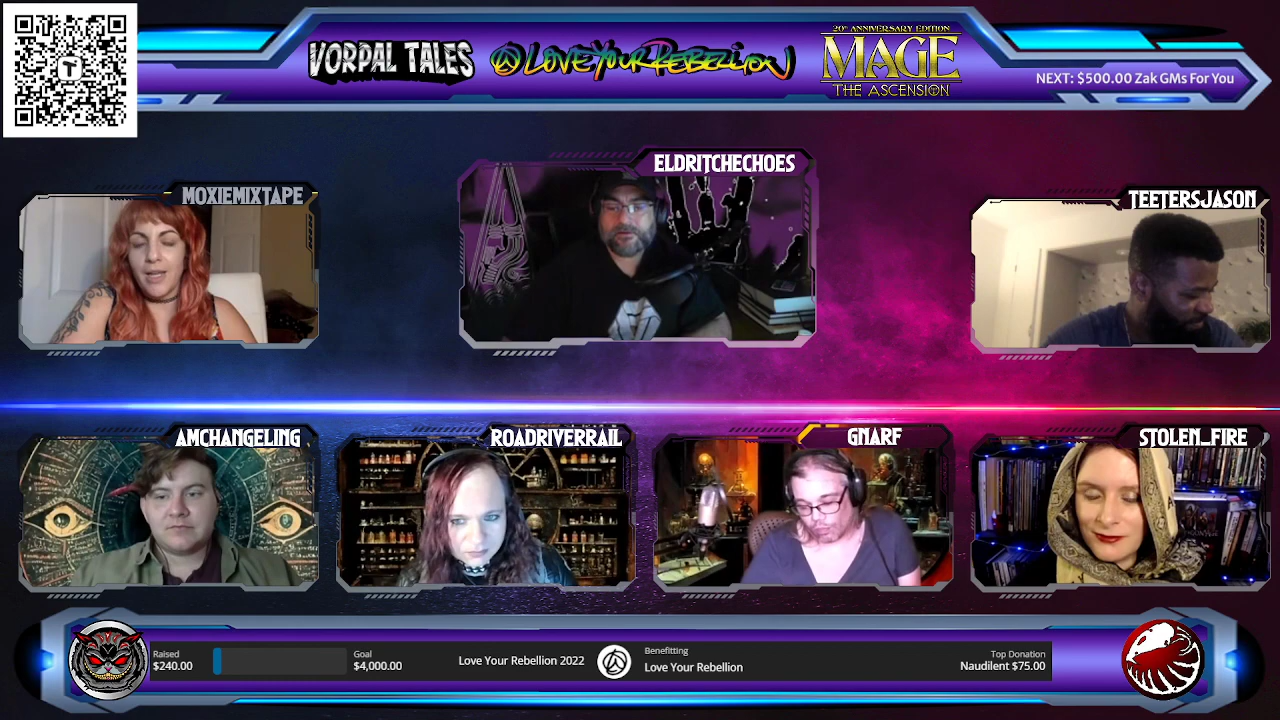 VORPAL TALES
@LOVEYOURREBELLION
20th ANNIVERSARY EDITION
MAGE
THE ASCENSION
NEXT: $500.00 Zak GMs For You
MOXIEMIXTAPE
ELDRITCHECHOES
TEETERSJASON
AMCHANGELING
ROADRIVERRAIL
GNARF
STOLEN_FIRE
Raised
$240.00
Goal
$4,000.00
Love Your Rebellion 2022
Benefitting
Love Your Rebellion
Top Donation
Naudilent $75.00